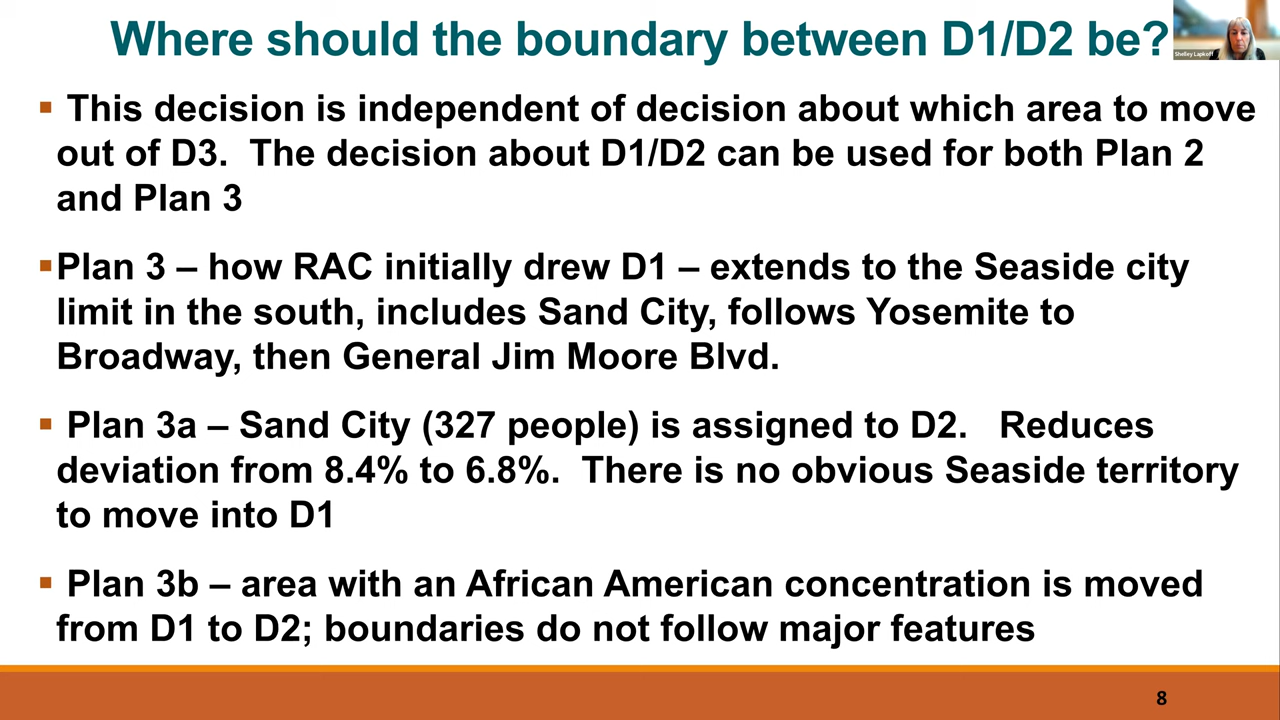 Where should the boundary between D1/D2 be?
Shelley Lapkoff
▪ This decision is independent of decision about which area to move
out of D3. The decision about D1/D2 can be used for both Plan 2
and Plan 3
▪Plan 3 – how RAC initially drew D1 – extends to the Seaside city
limit in the south, includes Sand City, follows Yosemite to
Broadway, then General Jim Moore Blvd.
▪ Plan 3a – Sand City (327 people) is assigned to D2. Reduces
deviation from 8.4% to 6.8%. There is no obvious Seaside territory
to move into D1
▪ Plan 3b – area with an African American concentration is moved
from D1 to D2; boundaries do not follow major features
8